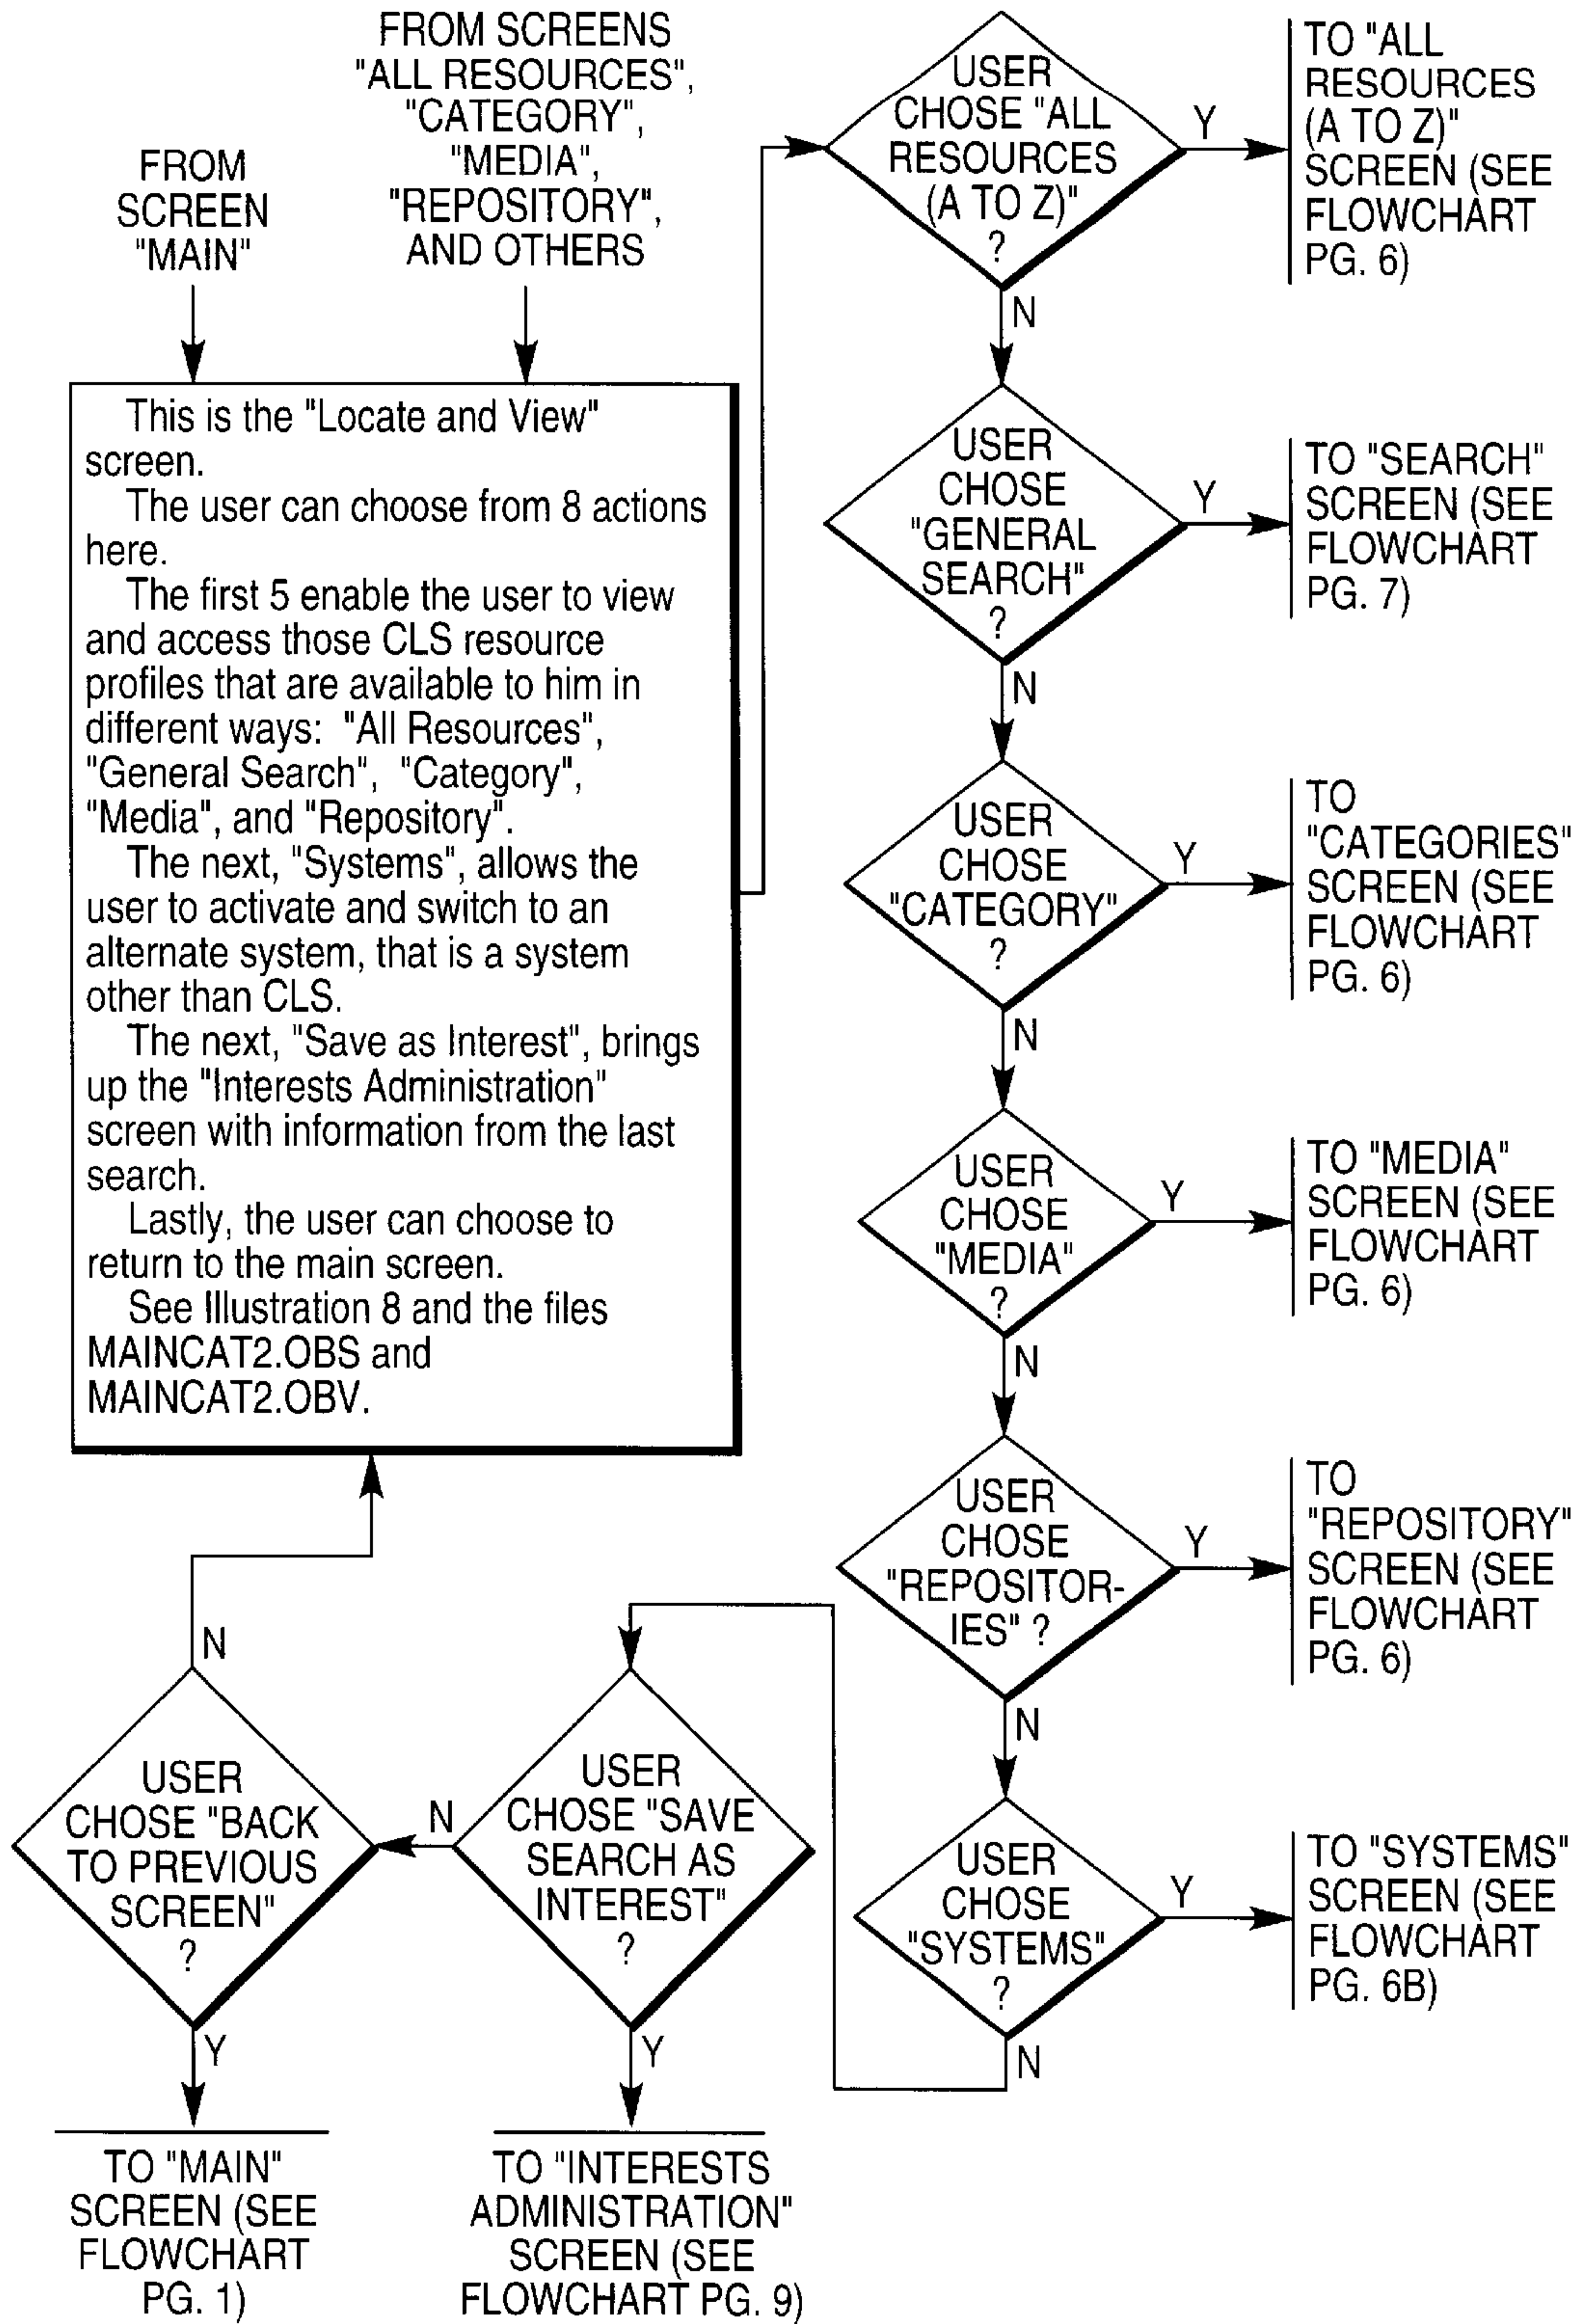 FROM
SCREEN
"MAIN"
FROM SCREENS
"ALL RESOURCES",
"CATEGORY",
"MEDIA",
"REPOSITORY",
AND OTHERS
This is the "Locate and View"
screen.
The user can choose from 8 actions
here.
The first 5 enable the user to view
and access those CLS resource
profiles that are available to him in
different ways: "All Resources",
"General Search", "Category",
"Media", and "Repository".
The next, "Systems", allows the
user to activate and switch to an
alternate system, that is a system
other than CLS.
The next, "Save as Interest", brings
up the "Interests Administration"
screen with information from the last
search.
Lastly, the user can choose to
return to the main screen.
See Illustration 8 and the files
MAINCAT2.OBS and
MAINCAT2.OBV.
USER
CHOSE "ALL
RESOURCES
(A TO Z)"
?
Y
TO "ALL
RESOURCES
(A TO Z)"
SCREEN (SEE
FLOWCHART
PG. 6)
N
USER
CHOSE
"GENERAL
SEARCH"
?
Y
TO "SEARCH"
SCREEN (SEE
FLOWCHART
PG. 7)
N
USER
CHOSE
"CATEGORY"
?
Y
TO
"CATEGORIES"
SCREEN (SEE
FLOWCHART
PG. 6)
N
USER
CHOSE
"MEDIA"
?
Y
TO "MEDIA"
SCREEN (SEE
FLOWCHART
PG. 6)
N
USER
CHOSE
"REPOSITOR-
IES" ?
Y
TO
"REPOSITORY"
SCREEN (SEE
FLOWCHART
PG. 6)
N
USER
CHOSE
"SYSTEMS"
?
Y
TO "SYSTEMS"
SCREEN (SEE
FLOWCHART
PG. 6B)
N
USER
CHOSE "SAVE
SEARCH AS
INTEREST"
?
Y
TO "INTERESTS
ADMINISTRATION"
SCREEN (SEE
FLOWCHART PG. 9)
N
USER
CHOSE "BACK
TO PREVIOUS
SCREEN"
?
N
Y
TO "MAIN"
SCREEN (SEE
FLOWCHART
PG. 1)